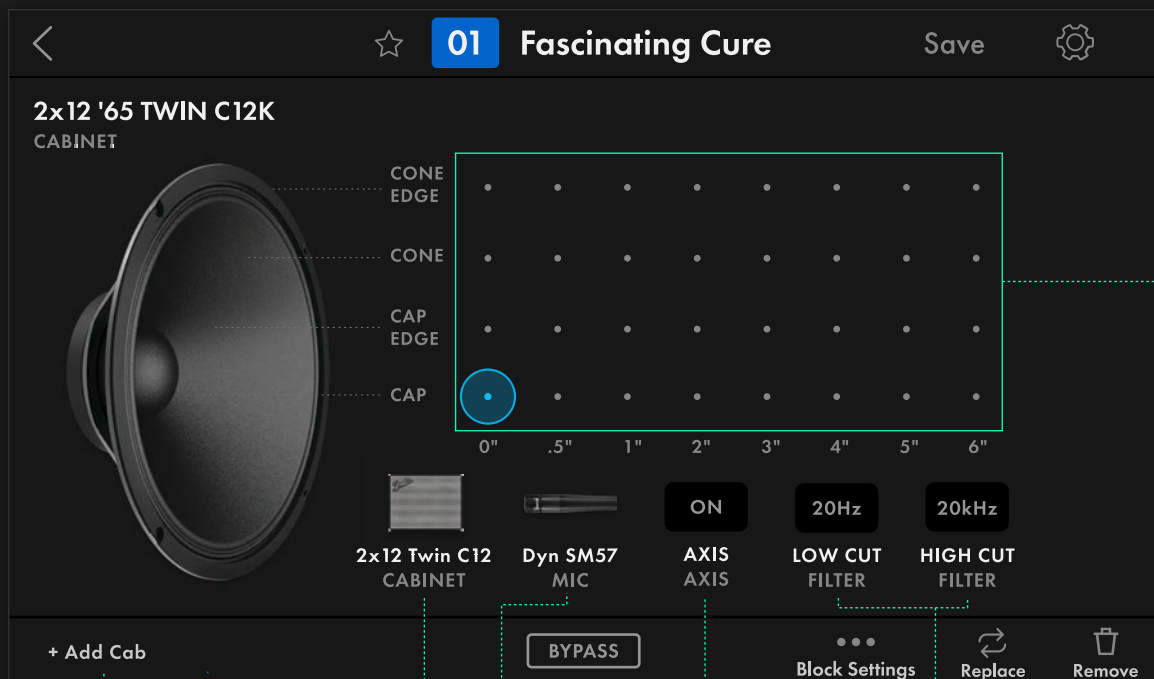 01 Fascinating Cure Save
2x12 '65 TWIN C12K
CABINET
CONE
EDGE
CONE
CAP
EDGE
CAP
0" .5" 1" 2" 3" 4" 5" 6"
ON 20Hz 20kHz
2x12 Twin C12 Dyn SM57 AXIS LOW CUT HIGH CUT
CABINET MIC AXIS FILTER FILTER
+ Add Cab BYPASS Block Settings Replace Remove